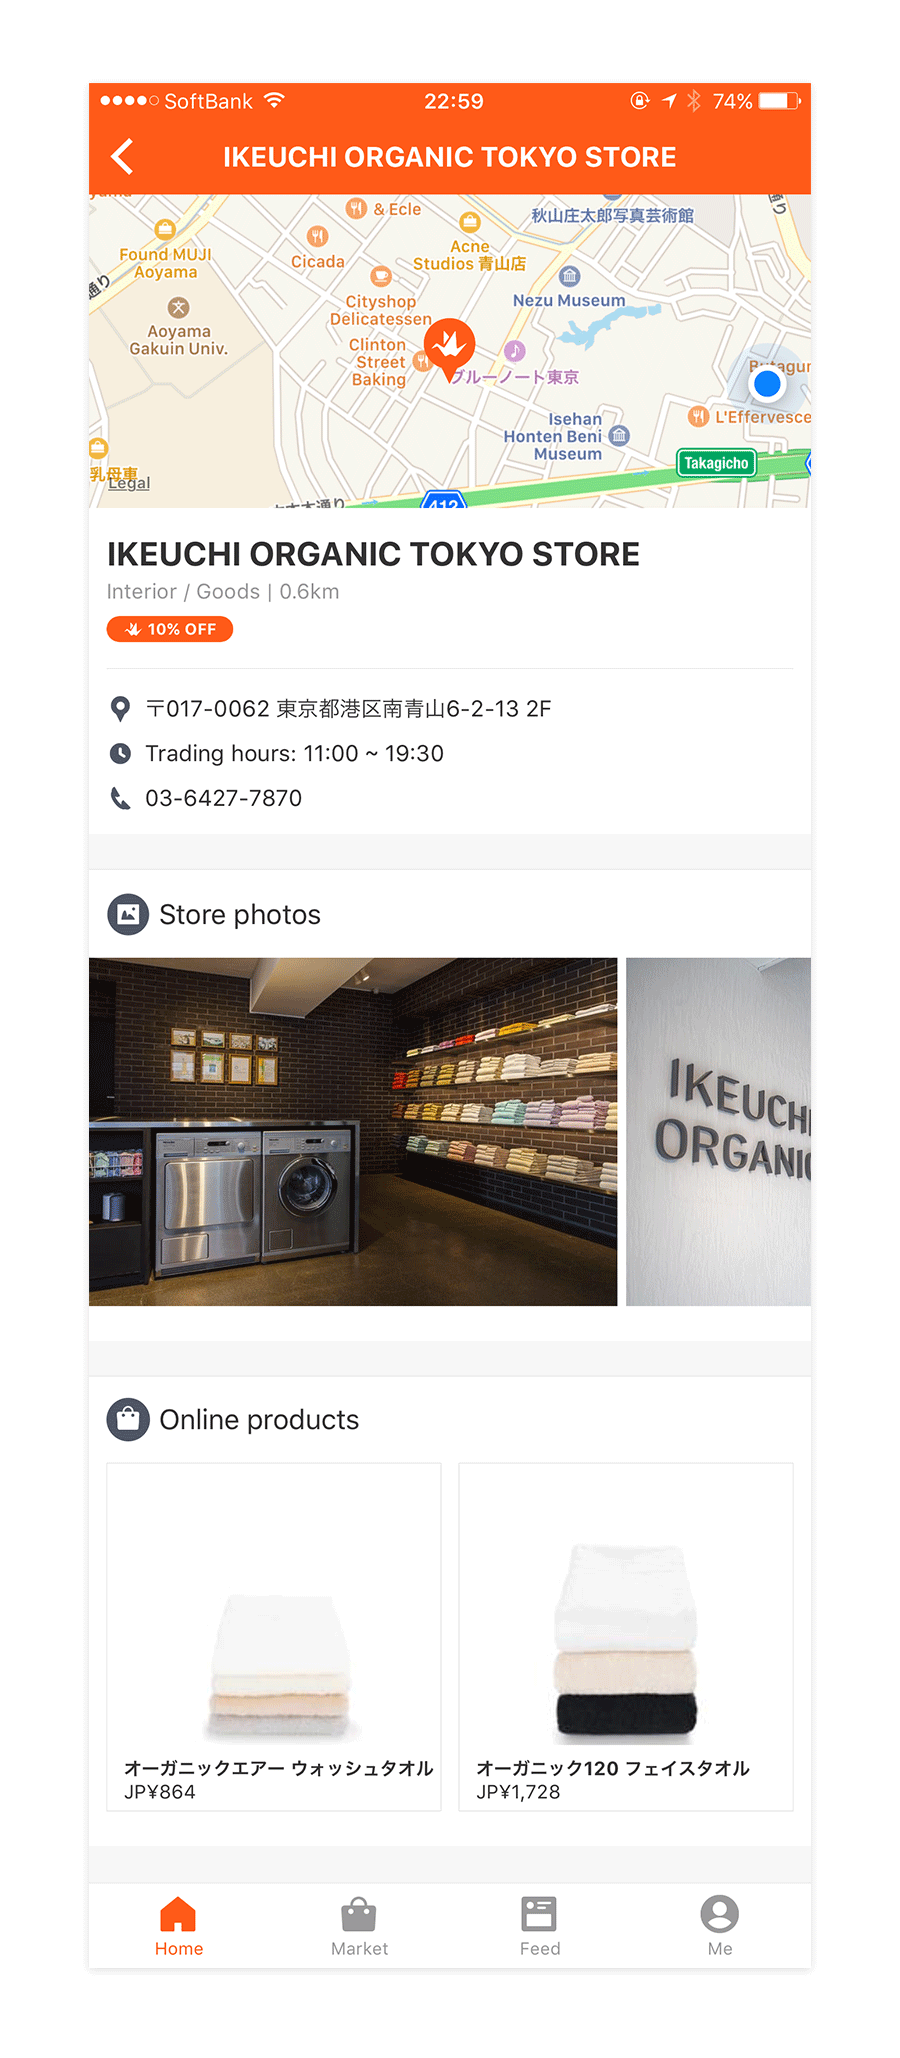 SoftBank
22:59
74%
IKEUCHI ORGANIC TOKYO STORE
& Ecle
秋山庄太郎写真芸術館
Found MUJI
Aoyama
Cicada
Acne
Studios 青山店
通り
Cityshop
Delicatessen
Nezu Museum
Aoyama
Gakuin Univ.
Clinton
Street
Baking
ブルーノート東京
L'Effervesce
Isehan
Honten Beni
Museum
Takagicho
乳母車
Legal
412
IKEUCHI ORGANIC TOKYO STORE
Interior / Goods | 0.6km
10% OFF
〒017-0062 東京都港区南青山6-2-13 2F
Trading hours: 11:00 ~ 19:30
03-6427-7870
Store photos
IKEUCHI
ORGANIC
Online products
オーガニックエアー ウォッシュタオル
JP¥864
オーガニック120 フェイスタオル
JP¥1,728
Home
Market
Feed
Me